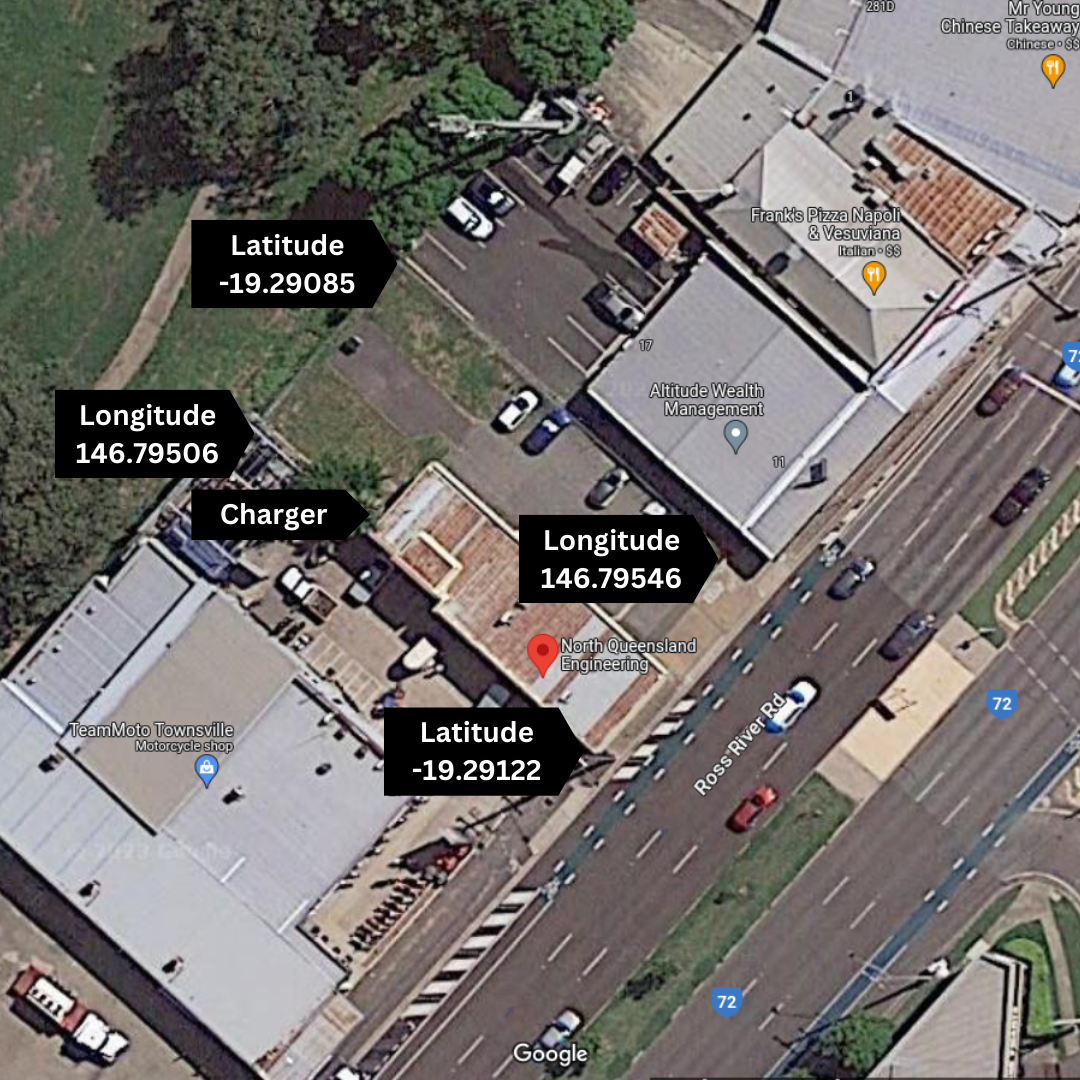 281D
Mr Young
Chinese Takeaway
Chinese • $$
1
Frank's Pizza Napoli
& Vesuviana
Italian • $$
Latitude
-19.29085
17
72
Altitude Wealth
Management
Longitude
146.79506
11
Charger
Longitude
146.79546
North Queensland
Engineering
72
TeamMoto Townsville
Motorcycle shop
Latitude
-19.29122
Ross River Rd
72
Google